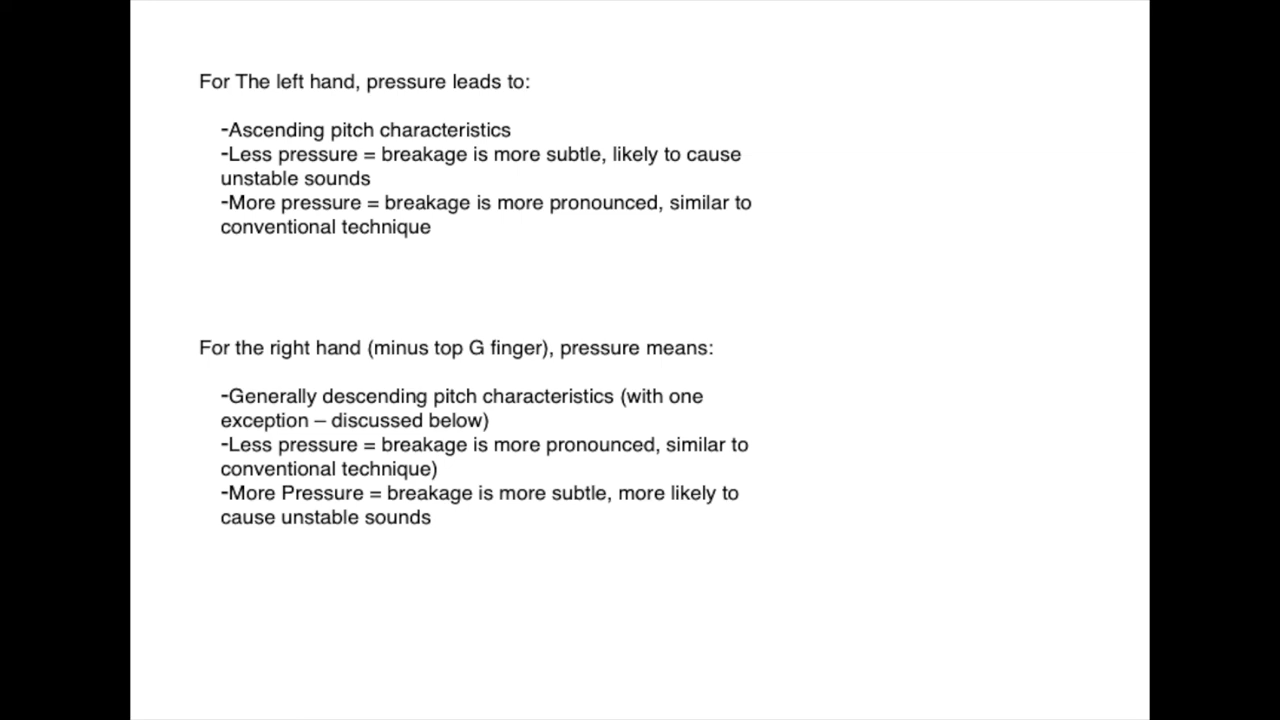 For The left hand, pressure leads to:
-Ascending pitch characteristics
-Less pressure = breakage is more subtle, likely to cause
unstable sounds
-More pressure = breakage is more pronounced, similar to
conventional technique
For the right hand (minus top G finger), pressure means:
-Generally descending pitch characteristics (with one
exception – discussed below)
-Less pressure = breakage is more pronounced, similar to
conventional technique)
-More Pressure = breakage is more subtle, more likely to
cause unstable sounds